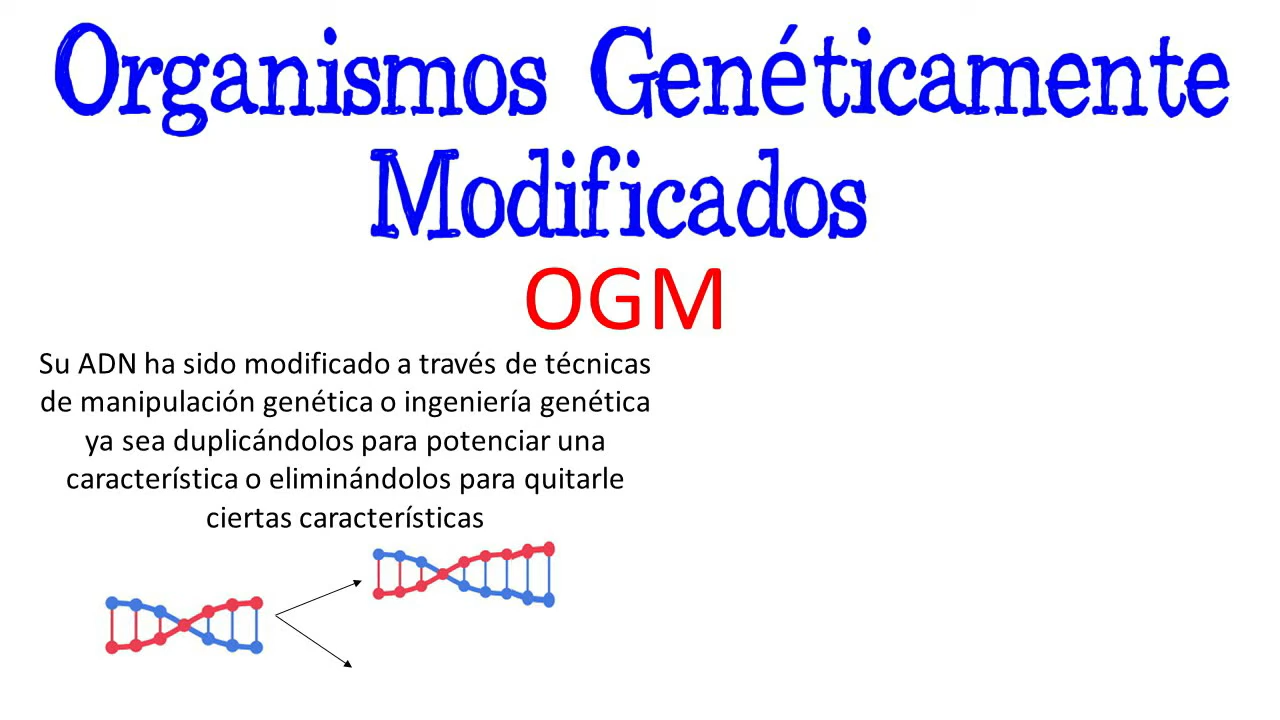 Organismos Genéticamente
Modificados
OGM
Su ADN ha sido modificado a través de técnicas
de manipulación genética o ingeniería genética
ya sea duplicándolos para potenciar una
característica o eliminándolos para quitarle
ciertas características